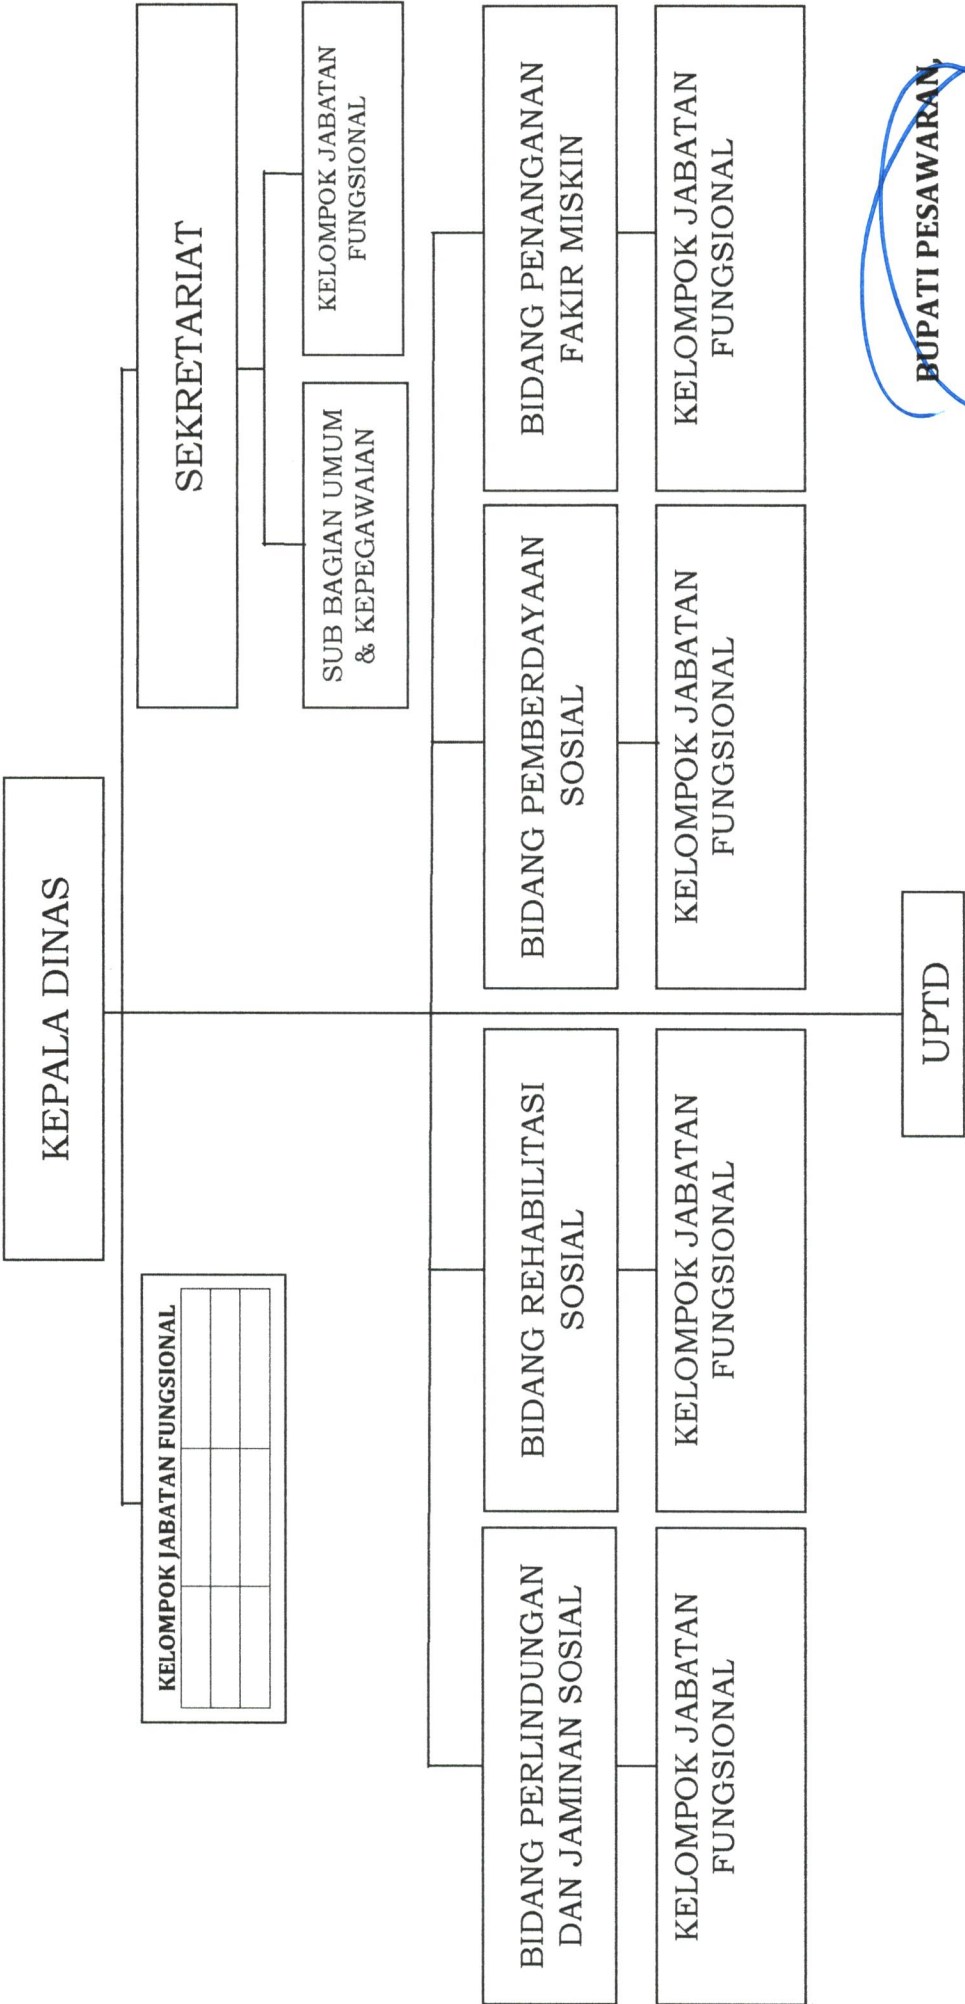 KEPALA DINAS
KELOMPOK JABATAN FUNGSIONAL
SEKRETARIAT
SUB BAGIAN UMUM
& KEPEGAWAIAN
KELOMPOK JABATAN
FUNGSIONAL
BIDANG PERLINDUNGAN
DAN JAMINAN SOSIAL
BIDANG REHABILITASI
SOSIAL
BIDANG PEMBERDAYAAN
SOSIAL
BIDANG PENANGANAN
FAKIR MISKIN
KELOMPOK JABATAN
FUNGSIONAL
KELOMPOK JABATAN
FUNGSIONAL
KELOMPOK JABATAN
FUNGSIONAL
KELOMPOK JABATAN
FUNGSIONAL
UPTD
BUPATI PESAWARAN,